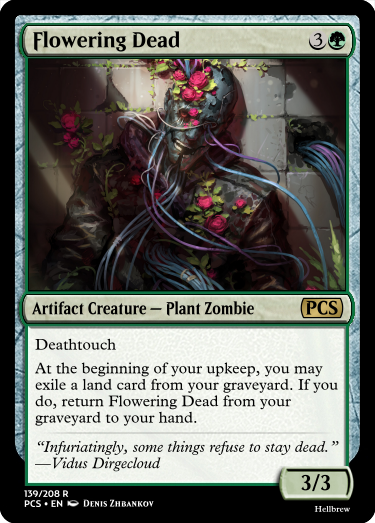 Flowering Dead 3
Artifact Creature — Plant Zombie PCS
Deathtouch
At the beginning of your upkeep, you may
exile a land card from your graveyard. If you
do, return Flowering Dead from your
graveyard to your hand.
“Infuriatingly, some things refuse to stay dead.”
—Vidus Dirgecloud
3/3
139/208 R
PCS • EN Denis Zhbankov
Hellbrew